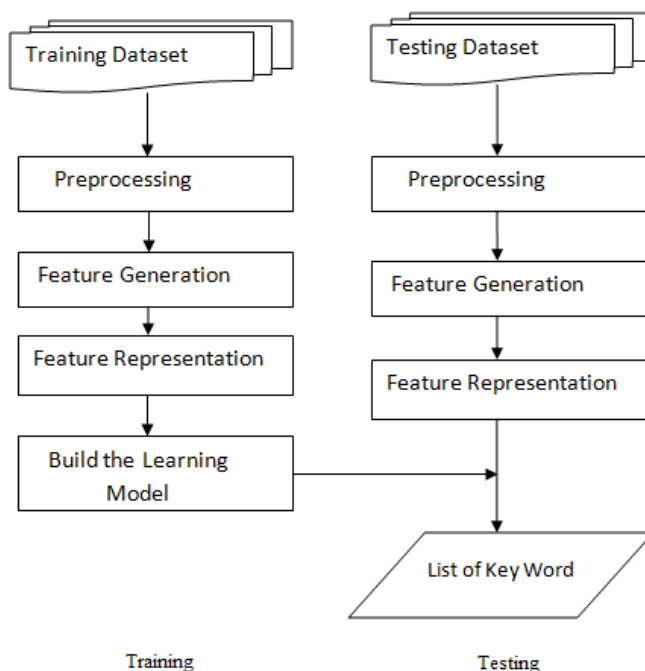 Training Dataset
Preprocessing
Feature Generation
Feature Representation
Build the Learning
Model
Training
Testing Dataset
Preprocessing
Feature Generation
Feature Representation
List of Key Word
Testing